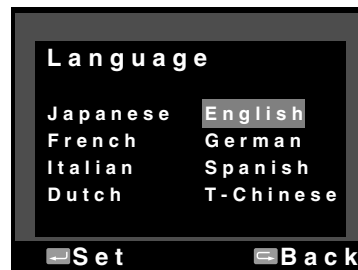 Language
Japanese English
French German
Italian Spanish
Dutch T-Chinese
Set Back